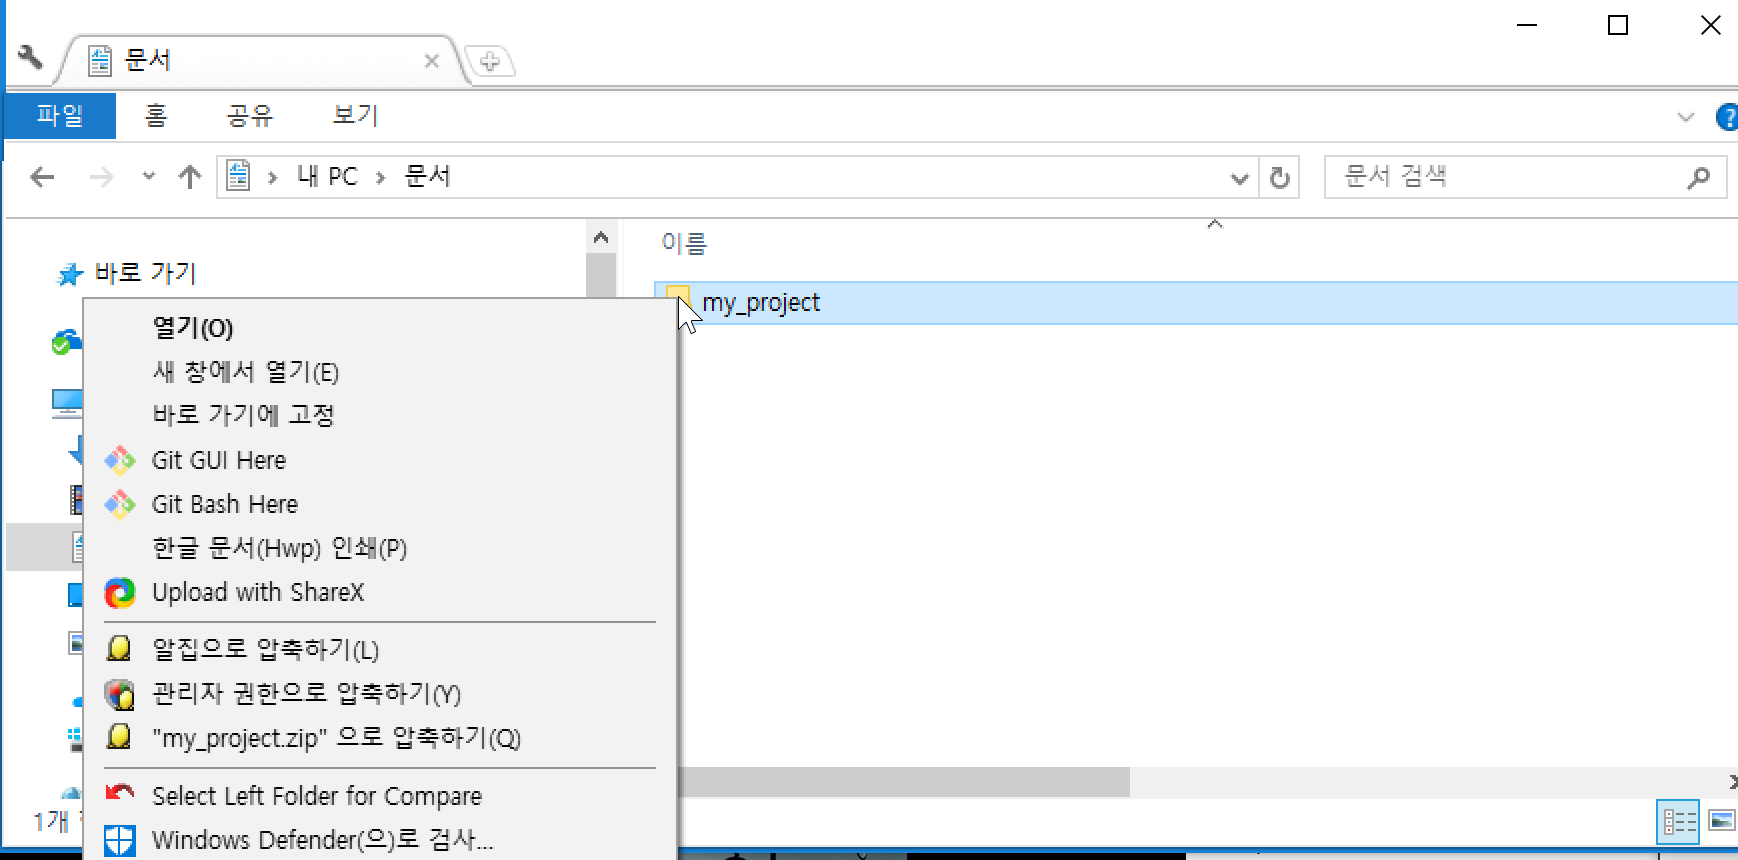 문서
파일 홈 공유 보기
내 PC 문서
문서 검색
바로 가기
이름
my_project
열기(O)
새 창에서 열기(E)
바로 가기에 고정
Git GUI Here
Git Bash Here
한글 문서(Hwp) 인쇄(P)
Upload with ShareX
알집으로 압축하기(L)
관리자 권한으로 압축하기(Y)
"my_project.zip" 으로 압축하기(Q)
Select Left Folder for Compare
Windows Defender(으)로 검사...
1개